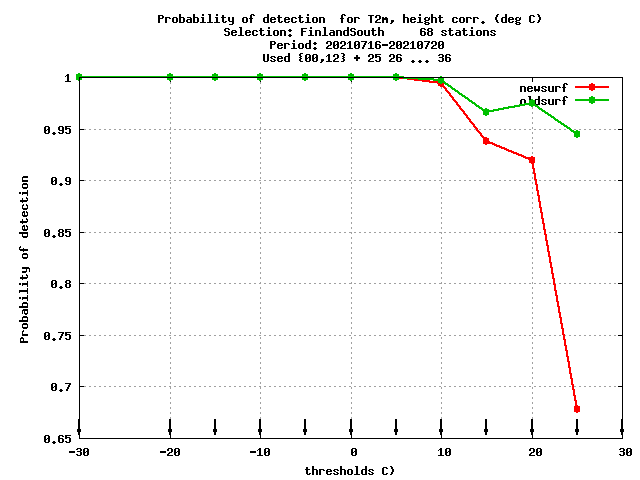 Probability of detection  for T2m, height corr. (deg C)
Selection: FinlandSouth     68 stations
Period: 20210716-20210720
Used {00,12} + 25 26 ... 36
newsurf
oldsurf
Probability of detection
1
0.95
0.9
0.85
0.8
0.75
0.7
0.65
-30 -20 -10 0 10 20 30
thresholds C)